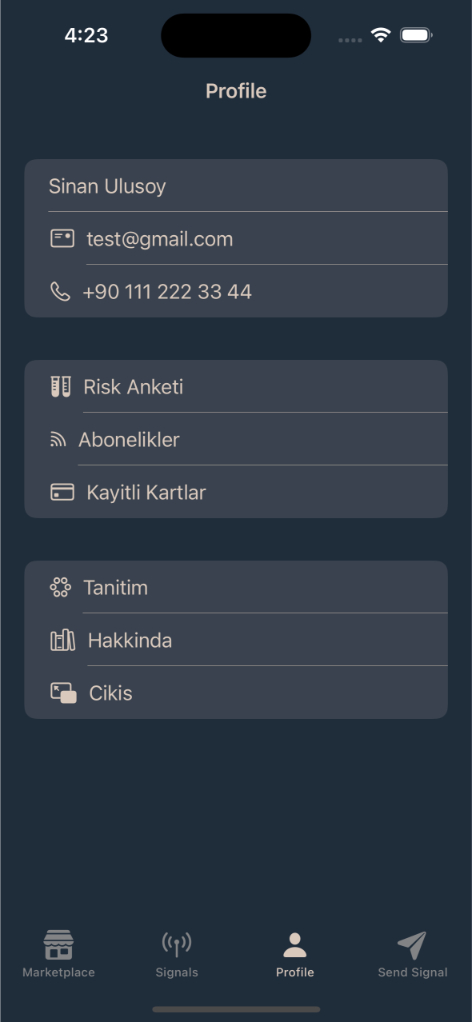 4:23
Profile
Sinan Ulusoy
test@gmail.com
+90 111 222 33 44
Risk Anketi
Abonelikler
Kayitli Kartlar
Tanitim
Hakkinda
Cikis
Marketplace Signals Profile Send Signal